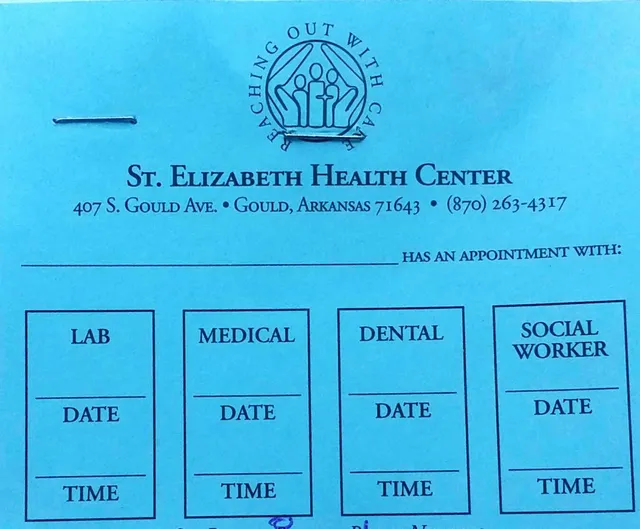 REACHING OUT WITH CARE
ST. ELIZABETH HEALTH CENTER
407 S. GOULD AVE. • GOULD, ARKANSAS 71643 • (870) 263-4317
HAS AN APPOINTMENT WITH:
LAB
DATE
TIME
MEDICAL
DATE
TIME
DENTAL
DATE
TIME
SOCIAL
WORKER
DATE
TIME